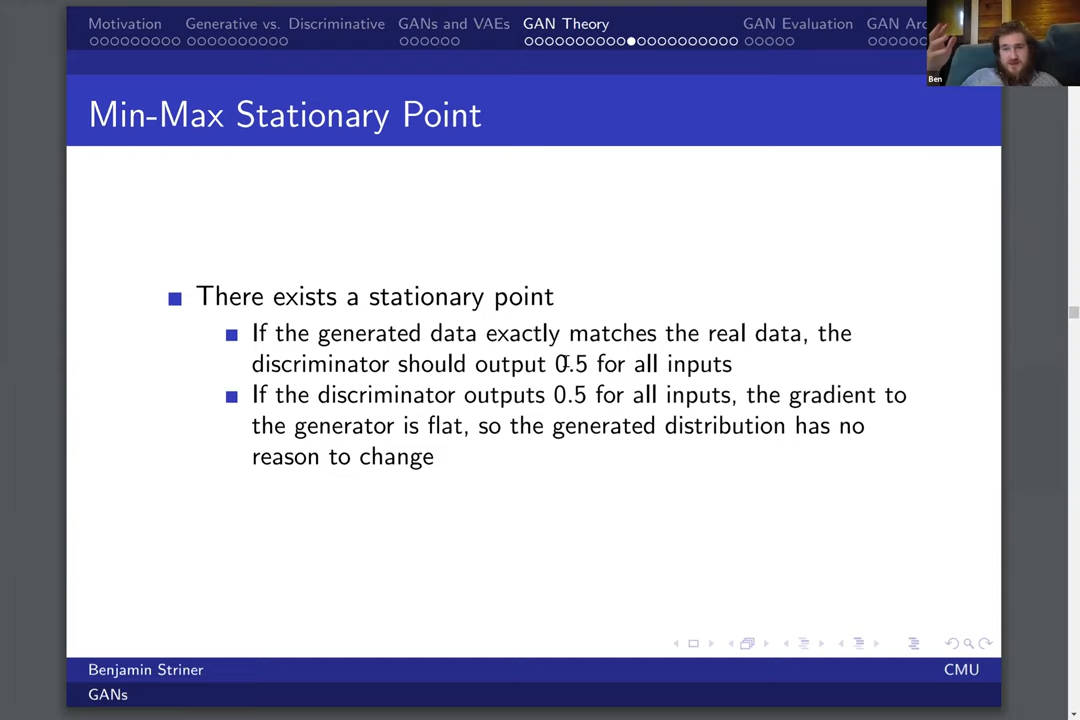 Motivation Generative vs. Discriminative GANs and VAEs GAN Theory GAN Evaluation GAN
Ben
Min-Max Stationary Point
There exists a stationary point
If the generated data exactly matches the real data, the
discriminator should output 0.5 for all inputs
If the discriminator outputs 0.5 for all inputs, the gradient to
the generator is flat, so the generated distribution has no
reason to change
Benjamin Striner CMU
GANs